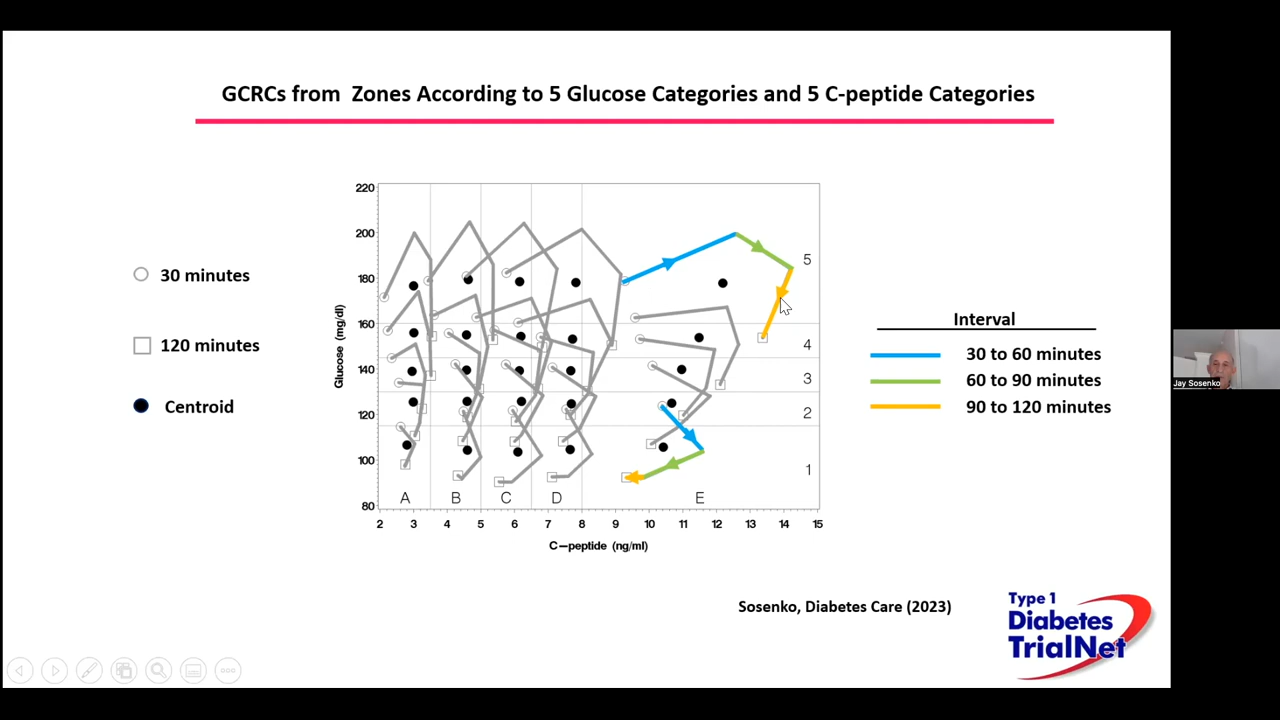 GCRCs from Zones According to 5 Glucose Categories and 5 C-peptide Categories
30 minutes
120 minutes
Centroid
Glucose (mg/dl)
220
200
180
160
140
120
100
80
5
4
3
2
1
A B C D E
2 3 4 5 6 7 8 9 10 11 12 13 14 15
C-peptide (ng/ml)
Interval
30 to 60 minutes
60 to 90 minutes
90 to 120 minutes
Jay Sosenko
Sosenko, Diabetes Care (2023)
Type 1
Diabetes
TrialNet